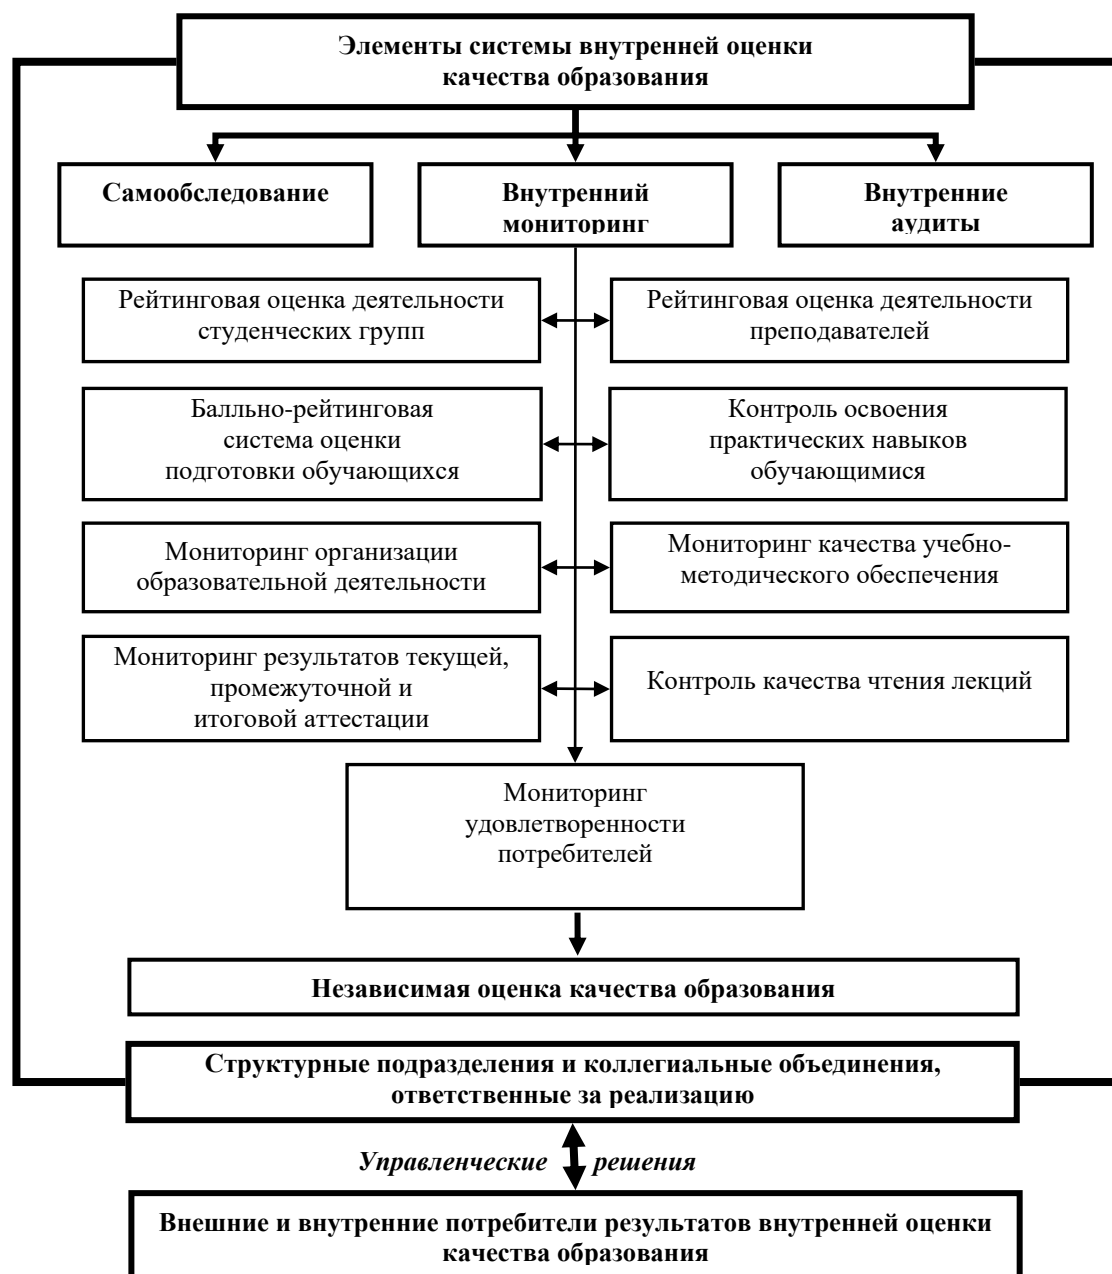 Элементы системы внутренней оценки
качества образования
Самообследование
Внутренний
мониторинг
Внутренние
аудиты
Рейтинговая оценка деятельности
студенческих групп
Рейтинговая оценка деятельности
преподавателей
Балльно-рейтинговая
система оценки
подготовки обучающихся
Контроль освоения
практических навыков
обучающимися
Мониторинг организации
образовательной деятельности
Мониторинг качества учебно-
методического обеспечения
Мониторинг результатов текущей,
промежуточной и
итоговой аттестации
Контроль качества чтения лекций
Мониторинг
удовлетворенности
потребителей
Независимая оценка качества образования
Структурные подразделения и коллегиальные объединения,
ответственные за реализацию
Управленческие решения
Внешние и внутренние потребители результатов внутренней оценки
качества образования